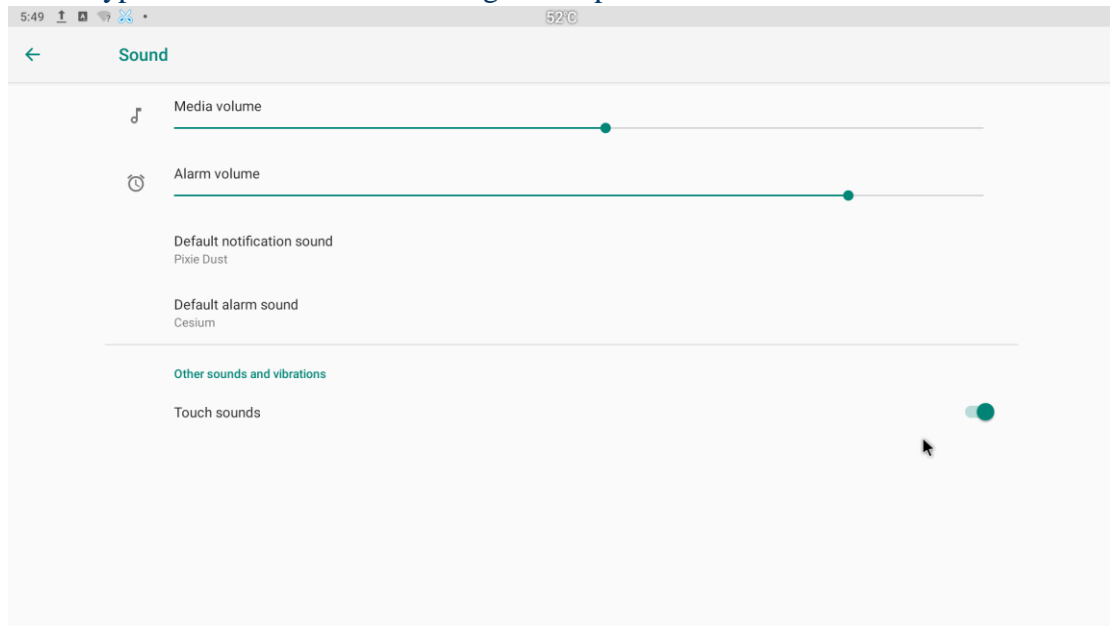 5:49
52°C
Sound
Media volume
Alarm volume
Default notification sound
Pixie Dust
Default alarm sound
Cesium
Other sounds and vibrations
Touch sounds